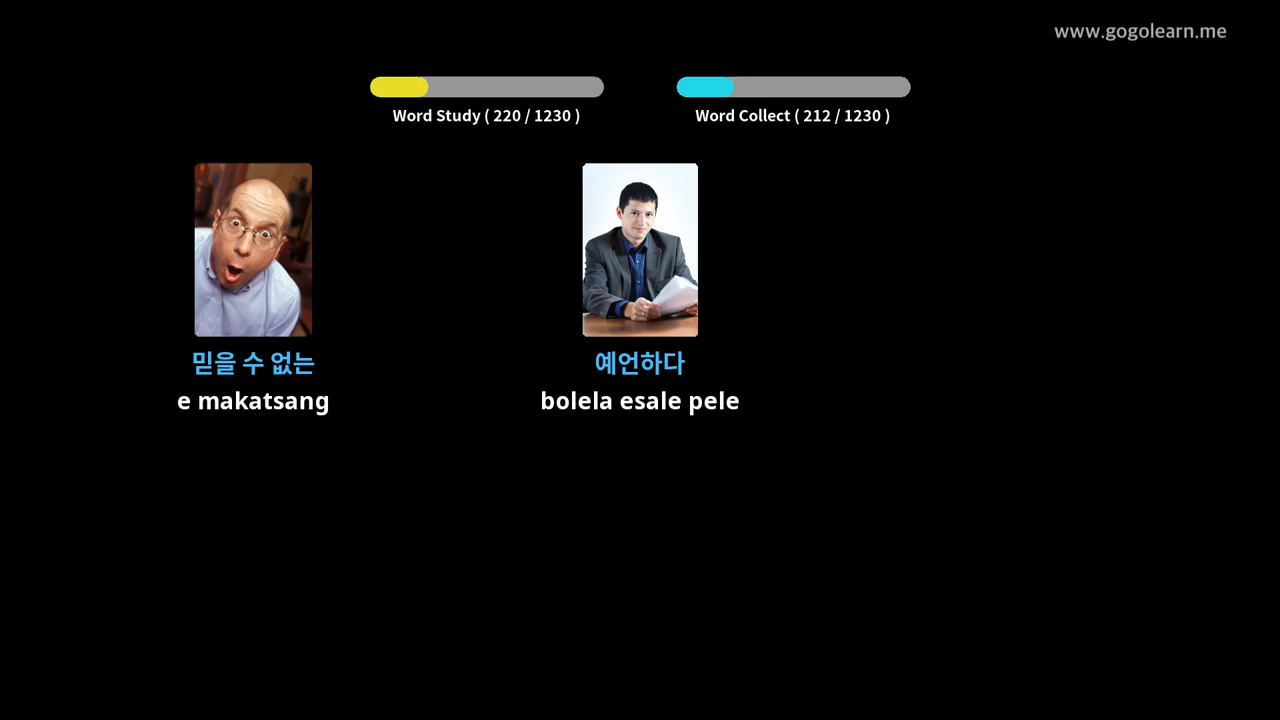 www.gogolearn.me
Word Study ( 220 / 1230 )
Word Collect ( 212 / 1230 )
믿을 수 없는
예언하다
e makatsang
bolela esale pele